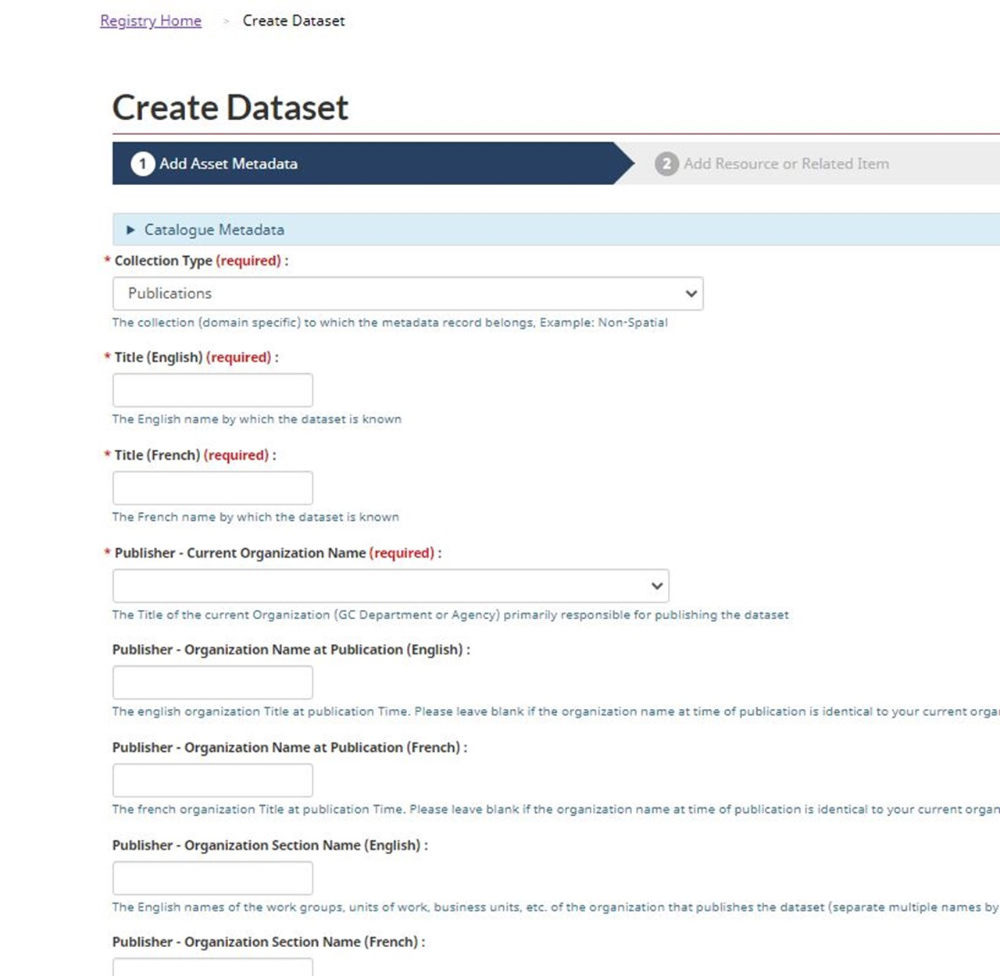 Registry Home > Create Dataset
Create Dataset
1 Add Asset Metadata 2 Add Resource or Related Item
Catalogue Metadata
* Collection Type (required) :
Publications
The collection (domain specific) to which the metadata record belongs, Example: Non-Spatial
* Title (English) (required) :
The English name by which the dataset is known
* Title (French) (required) :
The French name by which the dataset is known
* Publisher - Current Organization Name (required) :
The Title of the current Organization (GC Department or Agency) primarily responsible for publishing the dataset
Publisher - Organization Name at Publication (English) :
The english organization Title at publication Time. Please leave blank if the organization name at time of publication is identical to your current orga
Publisher - Organization Name at Publication (French) :
The french organization Title at publication Time. Please leave blank if the organization name at time of publication is identical to your current organ
Publisher - Organization Section Name (English) :
The English names of the work groups, units of work, business units, etc. of the organization that publishes the dataset (separate multiple names by
Publisher - Organization Section Name (French) :